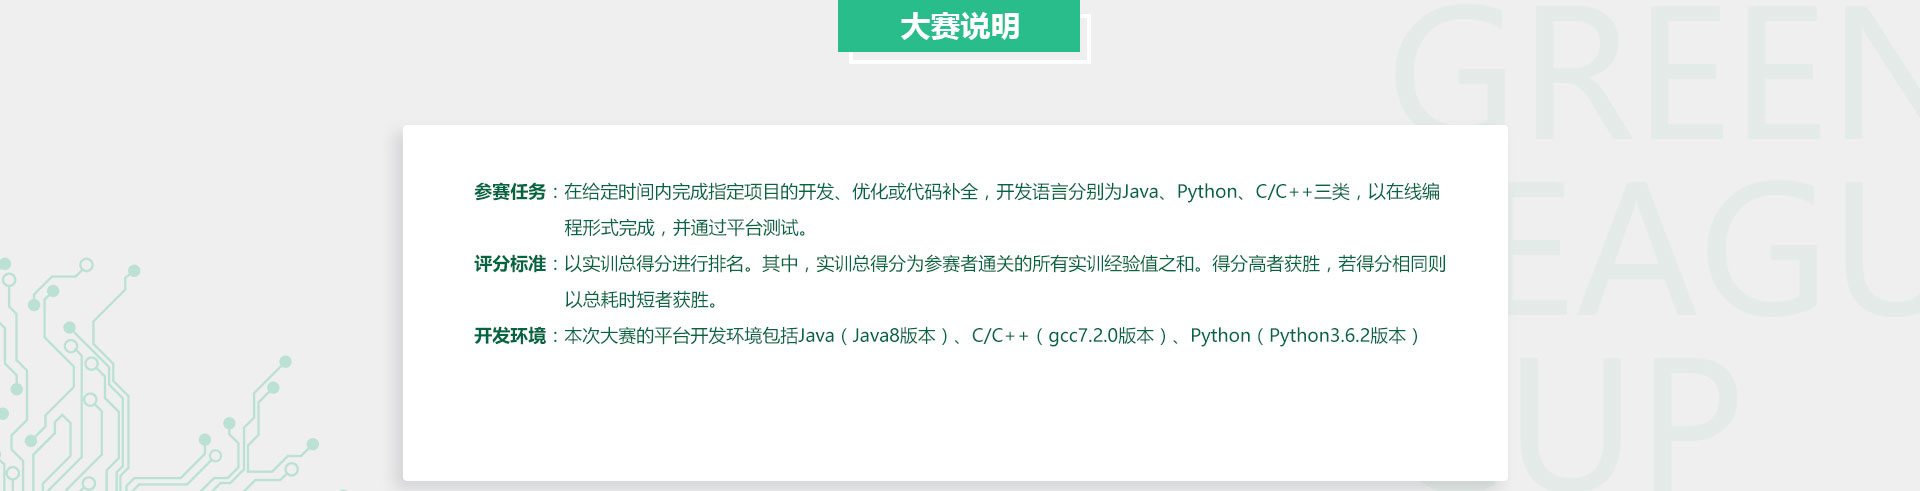 大赛说明
GREEN
EAGU
UP
参赛任务：在给定时间内完成指定项目的开发、优化或代码补全，开发语言分别为Java、Python、C/C++三类，以在线编
程形式完成，并通过平台测试。
评分标准：以实训总得分进行排名。其中，实训总得分为参赛者通关的所有实训经验值之和。得分高者获胜，若得分相同则
以总耗时短者获胜。
开发环境：本次大赛的平台开发环境包括Java（Java8版本）、C/C++（gcc7.2.0版本）、Python（Python3.6.2版本）